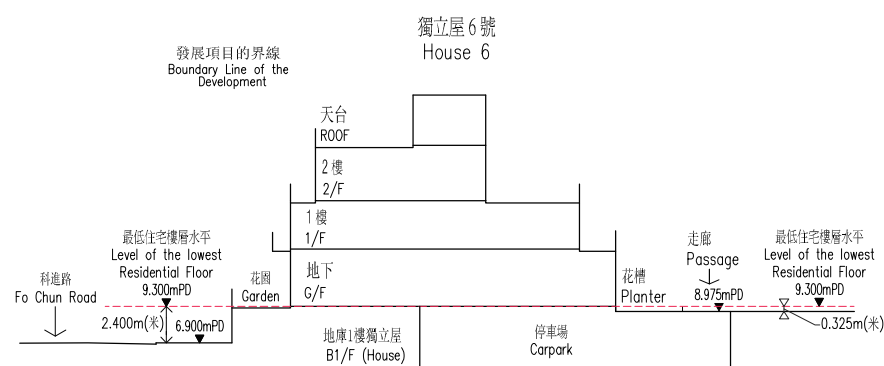 獨立屋 6 號
House 6
發展項目的界線
Boundary Line of the
Development
天台
ROOF
2 樓
2/F
1 樓
1/F
地下
G/F
最低住宅樓層水平
Level of the lowest
Residential Floor
9.300mPD
科進路
Fo Chun Road
2.400m(米)
6.900mPD
花園
Garden
地庫1樓獨立屋
B1/F (House)
停車場
Carpark
花槽
Planter
走廊
Passage
8.975mPD
最低住宅樓層水平
Level of the lowest
Residential Floor
9.300mPD
0.325m(米)